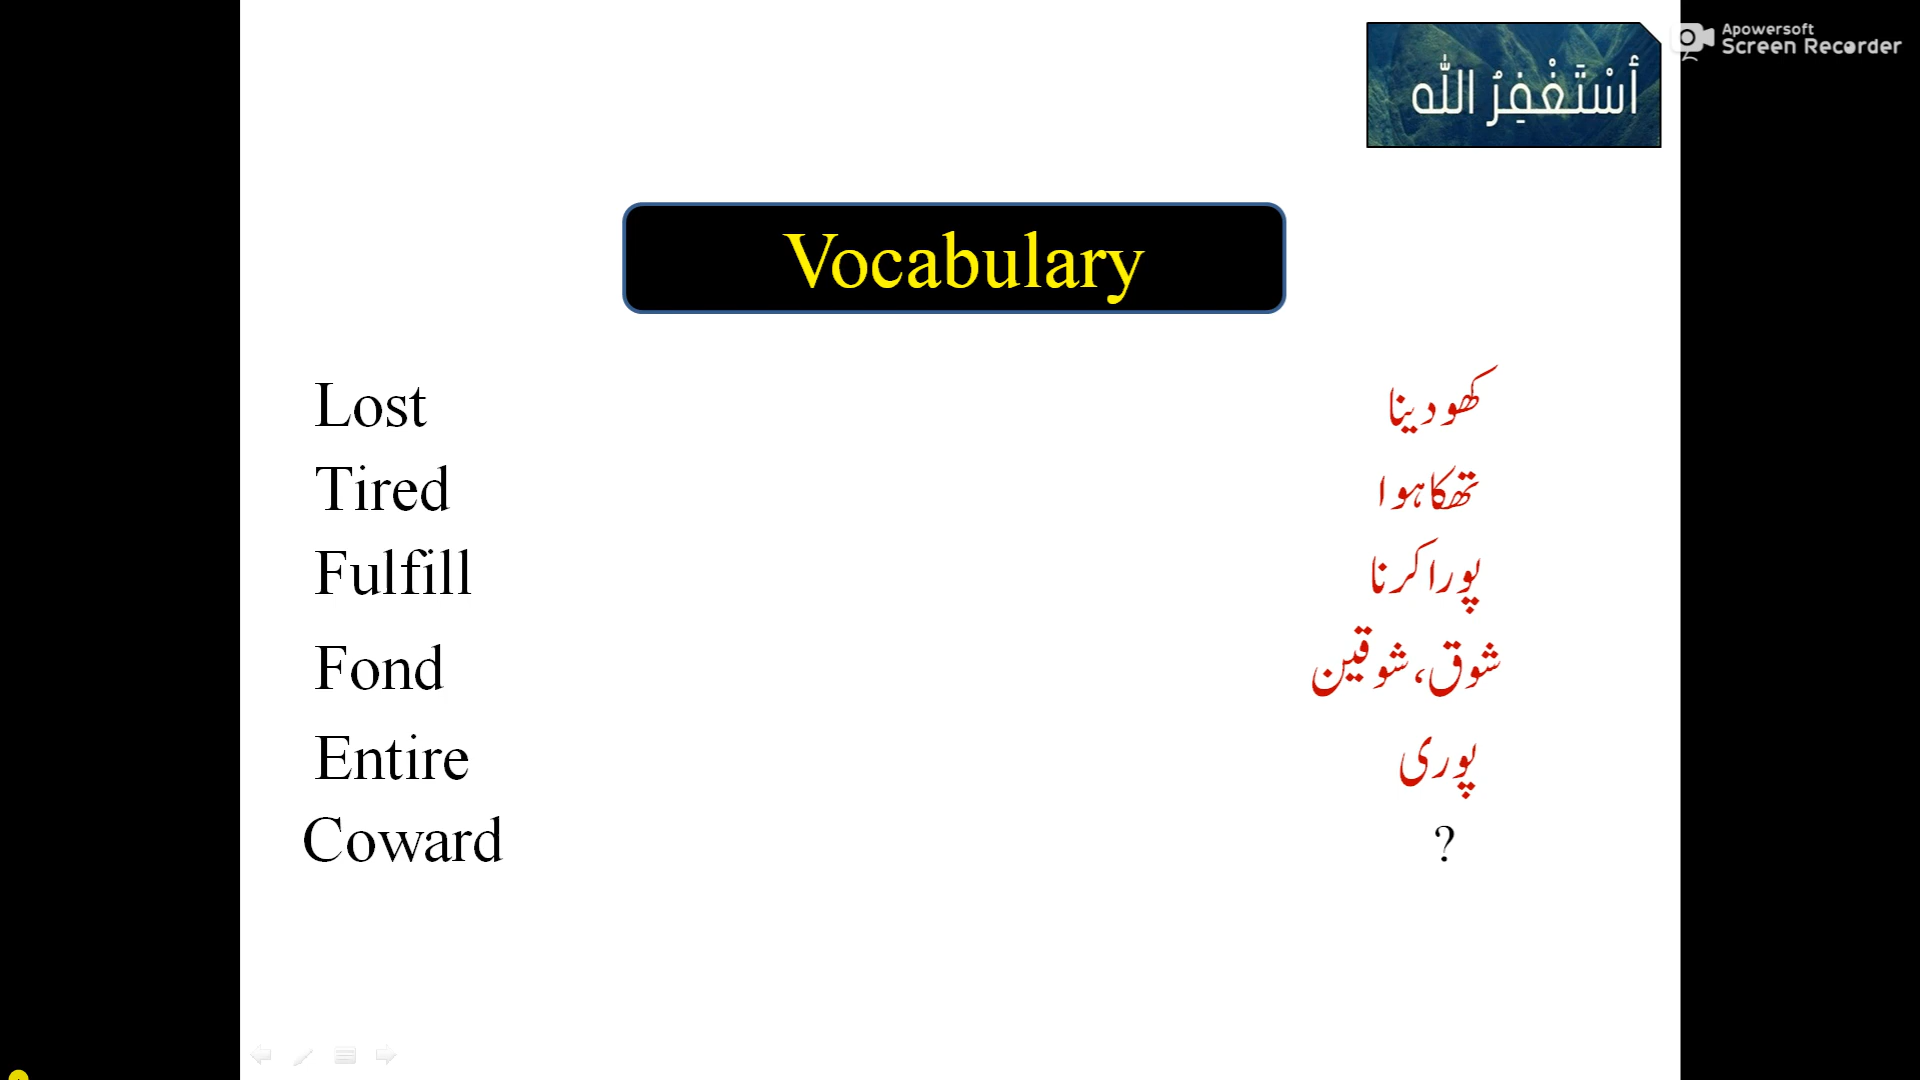 Apowersoft
Screen Recorder
أَسْتَغْفِرُ اللّٰه
Vocabulary
Lost کھو دینا
Tired تھکا ہوا
Fulfill پورا کرنا
Fond شوق، شوقین
Entire پوری
Coward ?